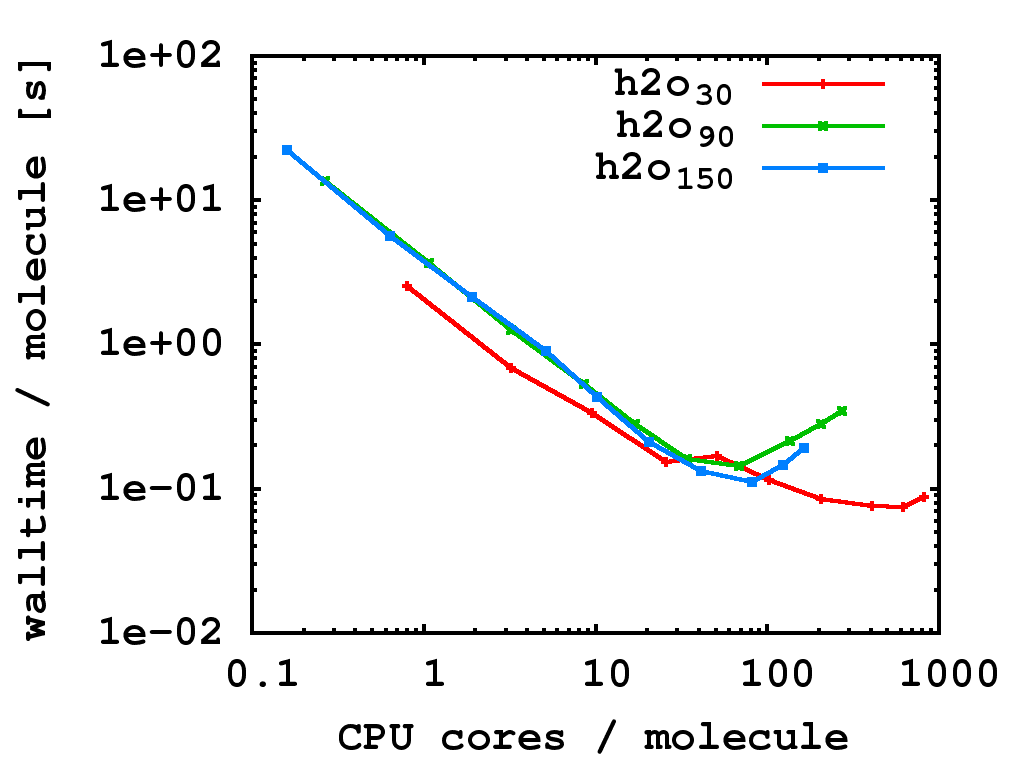 1e+02
1e+01
1e+00
1e−01
1e−02
walltime / molecule [s]
h2o30
h2o90
h2o150
0.1 1 10 100 1000
CPU cores / molecule